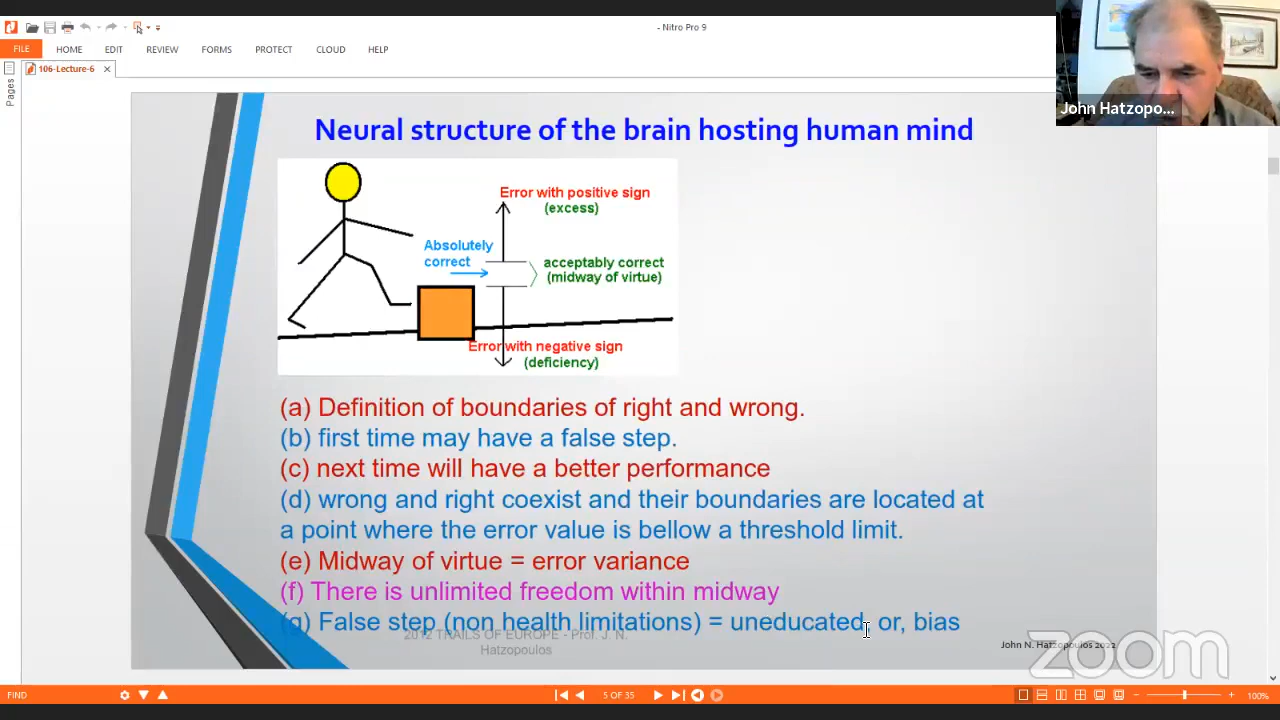 - Nitro Pro 9
FILE HOME EDIT REVIEW FORMS PROTECT CLOUD HELP
106-Lecture-6
Pages
John Hatzopo...
Neural structure of the brain hosting human mind
Error with positive sign
(excess)
Absolutely
correct
acceptably correct
(midway of virtue)
Error with negative sign
(deficiency)
(a) Definition of boundaries of right and wrong.
(b) first time may have a false step.
(c) next time will have a better performance
(d) wrong and right coexist and their boundaries are located at
a point where the error value is bellow a threshold limit.
(e) Midway of virtue = error variance
(f) There is unlimited freedom within midway
(g) False step (non health limitations) = uneducated, or, bias
2012 TRAILS OF EUROPE - Prof. J. N.
Hatzopoulos
John N. Hatzopoulos 2022
zoom
FIND
5 OF 35
100%